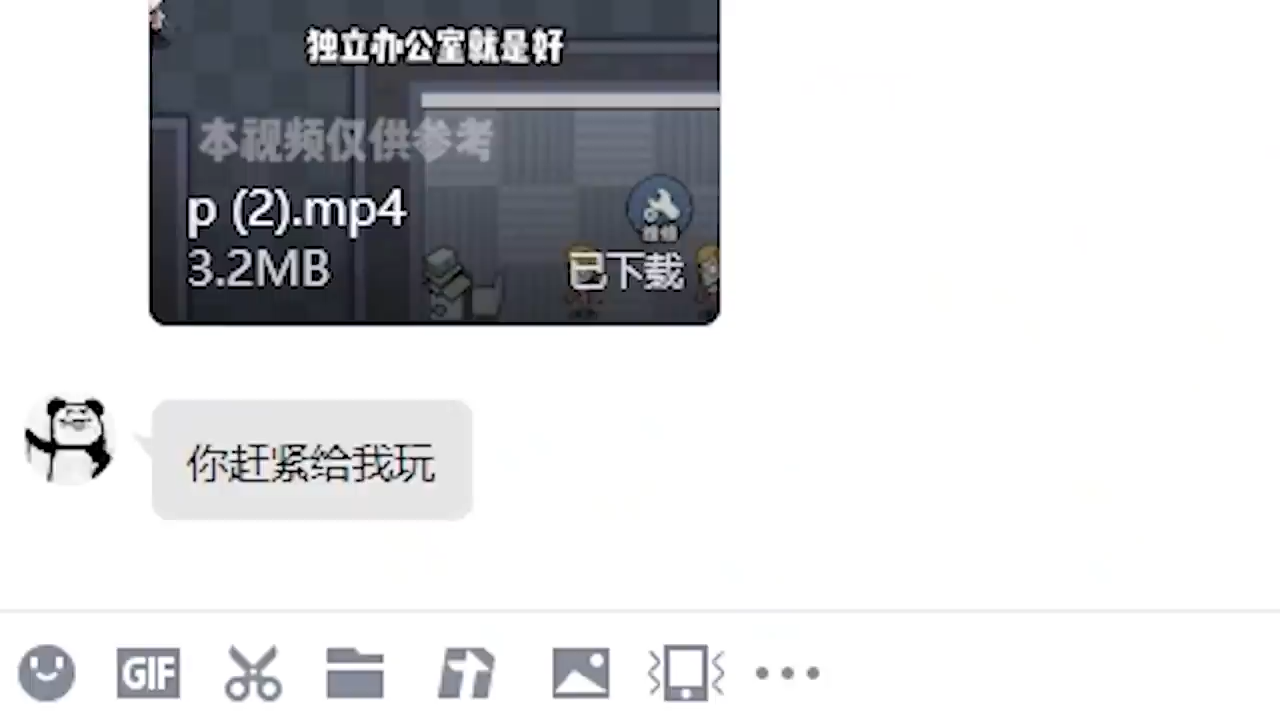 独立办公室就是好
本视频仅供参考
p (2).mp4
3.2MB
已下载
你赶紧给我玩
GIF